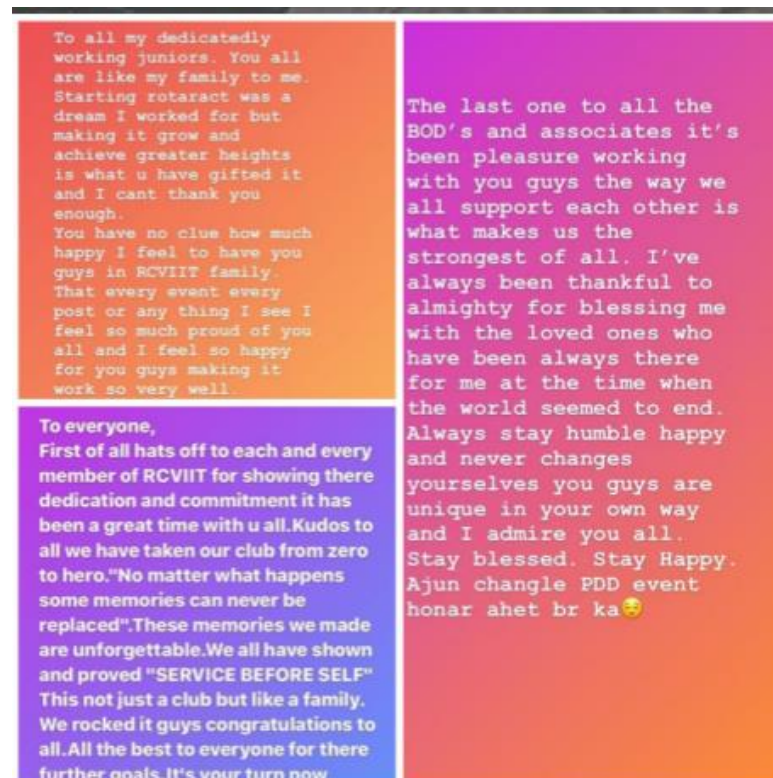 To all my dedicatedly
working juniors. You all
are like my family to me.
Starting rotaract was a
dream I worked for but
making it grow and
achieve greater heights
is what u have gifted it
and I cant thank you
enough.
You have no clue how much
happy I feel to have you
guys in RCVIIT family.
That every event every
post or any thing I see I
feel so much proud of you
all and I feel so happy
for you guys making it
work so very well.
To everyone,
First of all hats off to each and every
member of RCVIIT for showing there
dedication and commitment it has
been a great time with u all.Kudos to
all we have taken our club from zero
to hero."No matter what happens
some memories can never be
replaced".These memories we made
are unforgettable.We all have shown
and proved "SERVICE BEFORE SELF"
This not just a club but like a family.
We rocked it guys congratulations to
all.All the best to everyone for there
further goals.It's your turn now
The last one to all the
BOD's and associates it's
been pleasure working
with you guys the way we
all support each other is
what makes us the
strongest of all. I've
always been thankful to
almighty for blessing me
with the loved ones who
have been always there
for me at the time when
the world seemed to end.
Always stay humble happy
and never changes
yourselves you guys are
unique in your own way
and I admire you all.
Stay blessed. Stay Happy.
Ajun changle PDD event
honar ahet br ka😌